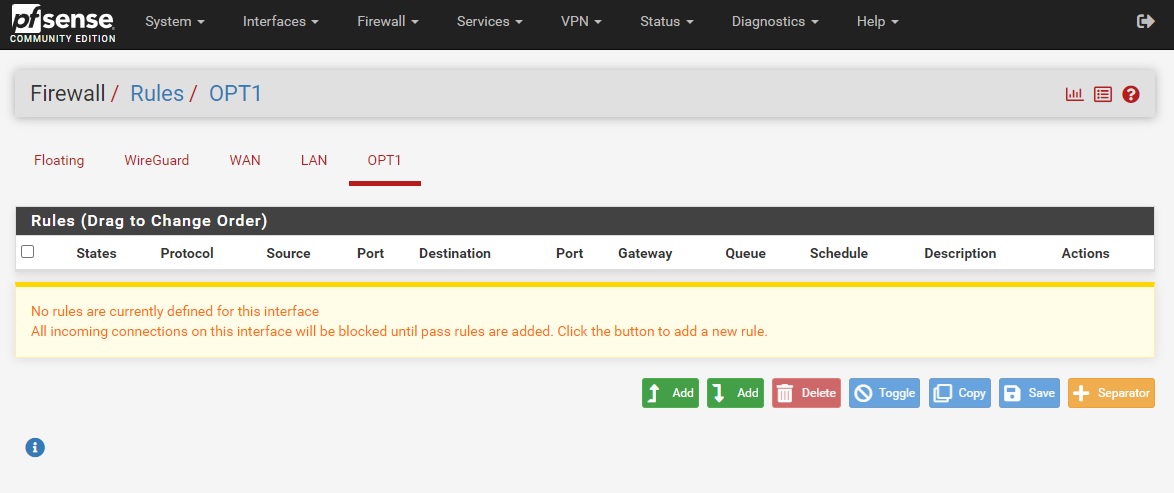 pfsense
COMMUNITY EDITION
System Interfaces Firewall Services VPN Status Diagnostics Help
Firewall / Rules / OPT1
Floating WireGuard WAN LAN OPT1
Rules (Drag to Change Order)
States Protocol Source Port Destination Port Gateway Queue Schedule Description Actions
No rules are currently defined for this interface
All incoming connections on this interface will be blocked until pass rules are added. Click the button to add a new rule.
Add Add Delete Toggle Copy Save Separator